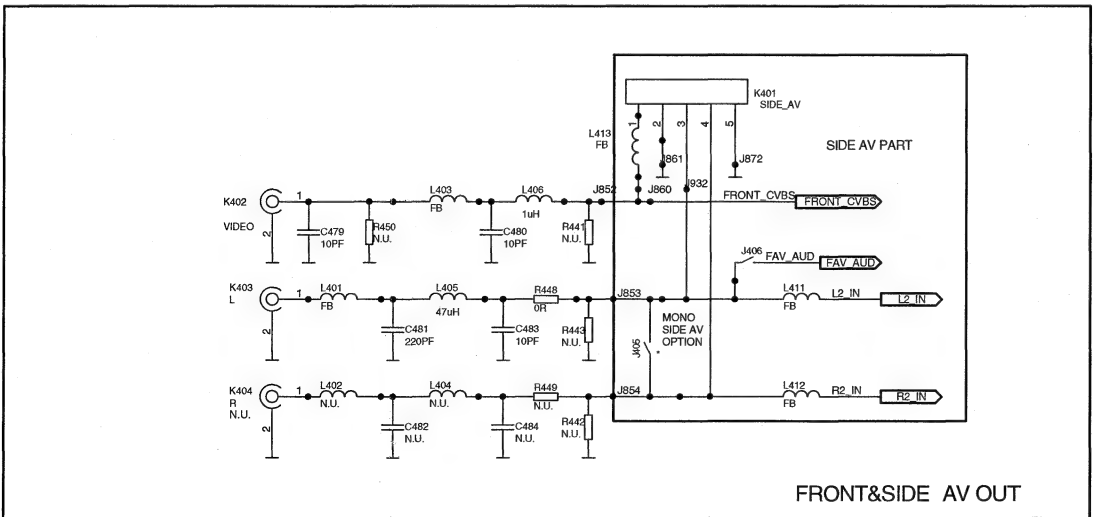 K401
SIDE_AV
L413
FB
1
2
3
4
5
J861
J872
SIDE AV PART
J932
K402
VIDEO
1
2
C479
10PF
R450
N.U.
L403
FB
C480
10PF
L406
1uH
R441
N.U.
J852
J860
FRONT_CVBS
FRONT_CVBS
J406
FAV_AUD
FAV_AUD
K403
L
1
2
L401
FB
C481
220PF
L405
47uH
C483
10PF
R448
0R
R443
N.U.
J853
MONO
SIDE AV
OPTION
J405
*
L411
FB
L2_IN
L2_IN
K404
R
N.U.
1
2
L402
N.U.
C482
N.U.
L404
N.U.
C484
N.U.
R449
N.U.
R442
N.U.
J854
L412
FB
R2_IN
R2_IN
FRONT&SIDE AV OUT